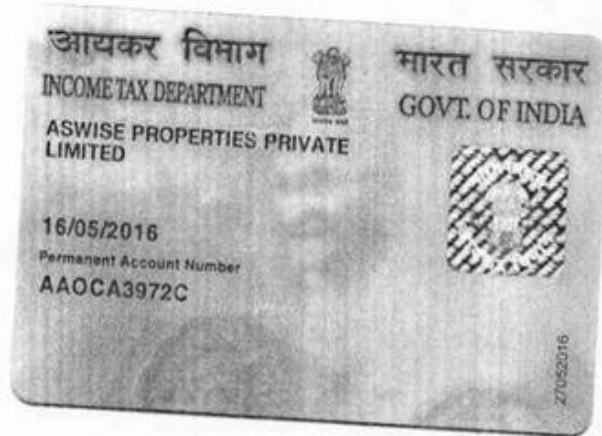 आयकर विभाग
INCOME TAX DEPARTMENT
भारत सरकार
GOVT. OF INDIA
ASWISE PROPERTIES PRIVATE
LIMITED
16/05/2016
Permanent Account Number
AAOCA3972C
27052016